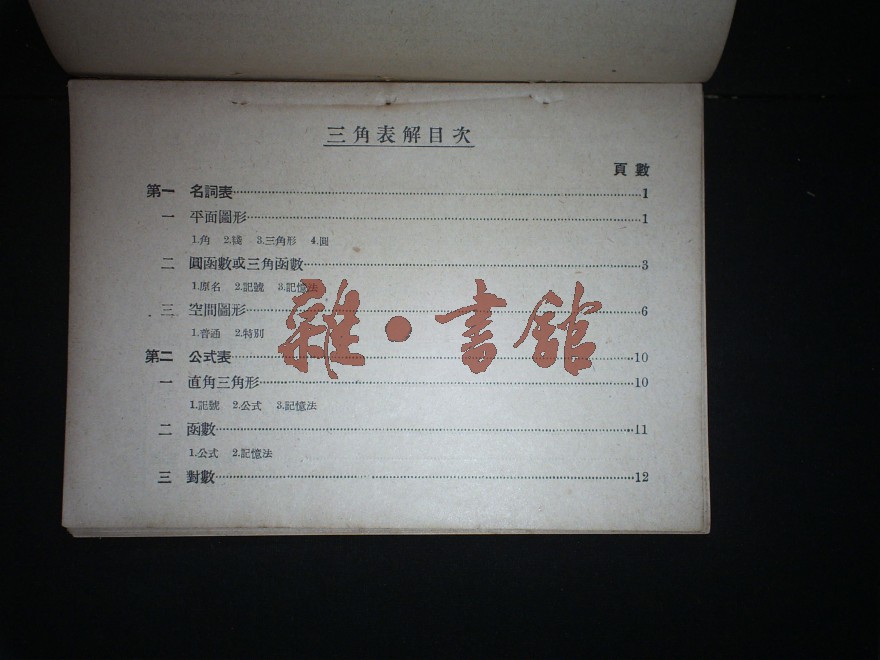 三角表解目次
頁數
第一 名詞表……1
一 平面圖形……1
1.角 2.綫 3.三角形 4.圓
二 圓函數或三角函數……3
1.原名 2.記號 3.記憶法
三 空間圖形……6
1.普通 2.特別
第二 公式表……10
一 直角三角形……10
1.記號 2.公式 3.記憶法
二 函數……11
1.公式 2.記憶法
三 對數……12
雜·書館